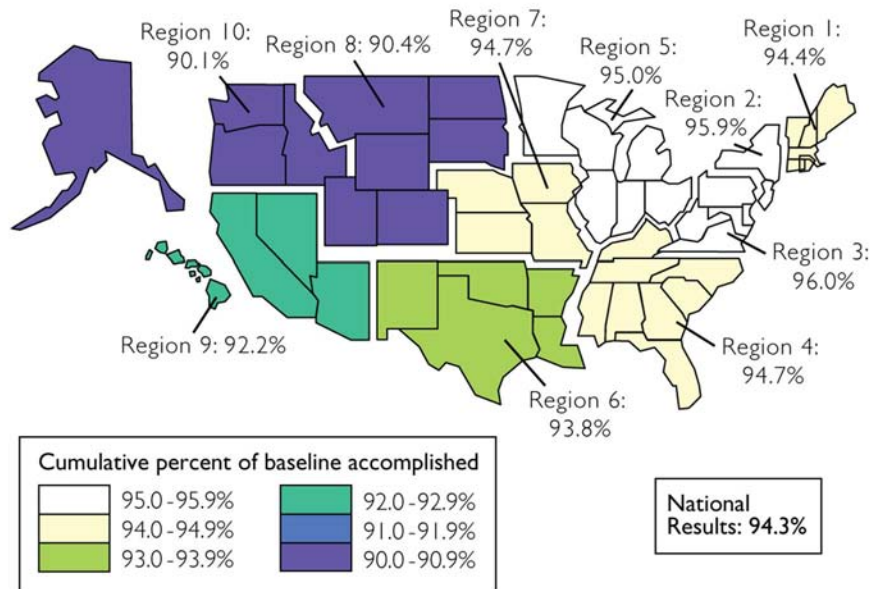 Region 10:
90.1%
Region 8: 90.4%
Region 7:
94.7%
Region 5:
95.0%
Region 2:
95.9%
Region 1:
94.4%
Region 3:
96.0%
Region 4:
94.7%
Region 6:
93.8%
Region 9: 92.2%
Cumulative percent of baseline accomplished
95.0 - 95.9%
94.0 - 94.9%
93.0 - 93.9%
92.0 - 92.9%
91.0 - 91.9%
90.0 - 90.9%
National
Results: 94.3%